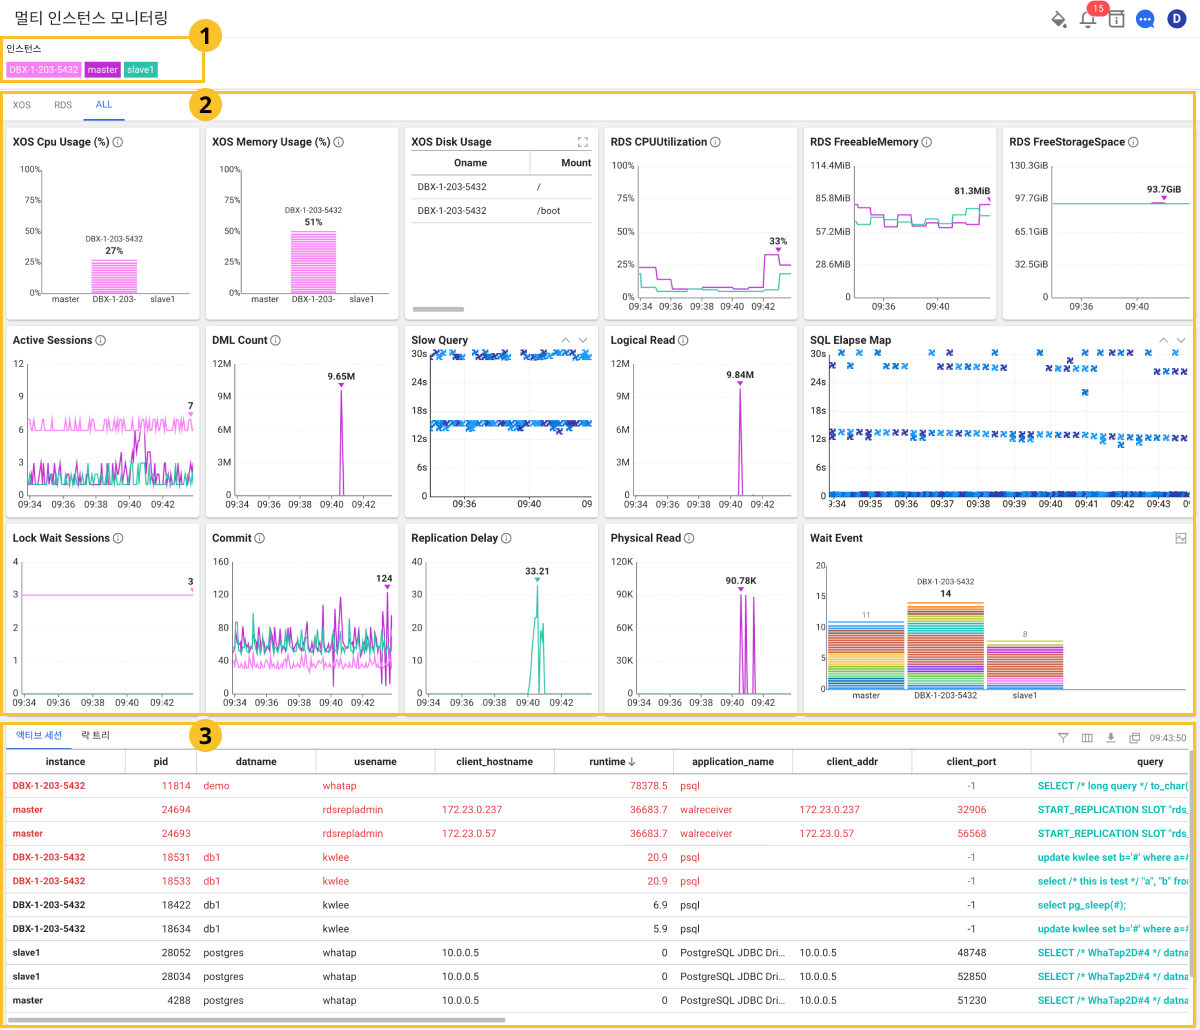 멀티 인스턴스 모니터링
15
D
인스턴스
1
DBX-1-203-5432 master slave1
XOS RDS ALL
2
XOS Cpu Usage (%)
100%
75%
50%
25%
0%
DBX-1-203-5432
27%
master DBX-1-203- slave1
XOS Memory Usage (%)
100%
75%
50%
25%
0%
DBX-1-203-5432
51%
master DBX-1-203- slave1
XOS Disk Usage
Oname Mount
DBX-1-203-5432 /
DBX-1-203-5432 /boot
RDS CPUUtilization
100%
75%
50%
25%
0%
33%
09:34 09:36 09:38 09:40 09:42
RDS FreeableMemory
114.4MiB
85.8MiB
57.2MiB
28.6MiB
0
81.3MiB
09:36 09:40
RDS FreeStorageSpace
130.3GiB
97.7GiB
65.1GiB
32.5GiB
0
93.7GiB
09:36 09:40
Active Sessions
12
9
6
3
0
7
09:34 09:36 09:38 09:40 09:42
DML Count
12M
9M
6M
3M
0
9.65M
09:34 09:36 09:38 09:40 09:42
Slow Query
30s
24s
18s
12s
6s
0
09:36 09:40 09
Logical Read
12M
9M
6M
3M
0
9.84M
09:34 09:36 09:38 09:40 09:42
SQL Elapse Map
30s
24s
18s
12s
6s
0
9:34 09:35 09:36 09:37 09:38 09:39 09:40 09:41 09:42 09:43 09:
Lock Wait Sessions
4
3
2
1
0
3
09:34 09:36 09:38 09:40 09:42
Commit
160
120
80
40
0
124
09:34 09:36 09:38 09:40 09:42
Replication Delay
40
30
20
10
0
33.21
09:34 09:36 09:38 09:40 09:42
Physical Read
120K
90K
60K
30K
0
90.78K
09:34 09:36 09:38 09:40 09:42
Wait Event
20
15
10
5
0
11
DBX-1-203-5432
14
8
master DBX-1-203-5432 slave1
액티브 세션 락 트리
3
09:43:50
instance pid datname usename client_hostname runtime application_name client_addr client_port query
DBX-1-203-5432 11814 demo whatap 78378.5 psql -1 SELECT /* long query */ to_char(
master 24694 rdsrepladmin 172.23.0.237 36683.7 walreceiver 172.23.0.237 32906 START_REPLICATION SLOT "rds_
master 24693 rdsrepladmin 172.23.0.57 36683.7 walreceiver 172.23.0.57 56568 START_REPLICATION SLOT "rds_
DBX-1-203-5432 18531 db1 kwlee 20.9 psql -1 update kwlee set b='#' where a=#
DBX-1-203-5432 18533 db1 kwlee 20.9 psql -1 select /* this is test */ "a", "b" fro
DBX-1-203-5432 18422 db1 kwlee 6.9 psql -1 select pg_sleep(#);
DBX-1-203-5432 18634 db1 kwlee 5.9 psql -1 update kwlee set b='#' where a=#
slave1 28052 postgres whatap 10.0.0.5 0 PostgreSQL JDBC Dri... 10.0.0.5 48748 SELECT /* WhaTap2D#4 */ datna
slave1 28034 postgres whatap 10.0.0.5 0 PostgreSQL JDBC Dri... 10.0.0.5 52850 SELECT /* WhaTap2D#4 */ datna
master 4288 postgres whatap 10.0.0.5 0 PostgreSQL JDBC Dri... 10.0.0.5 51230 SELECT /* WhaTap2D#4 */ datna